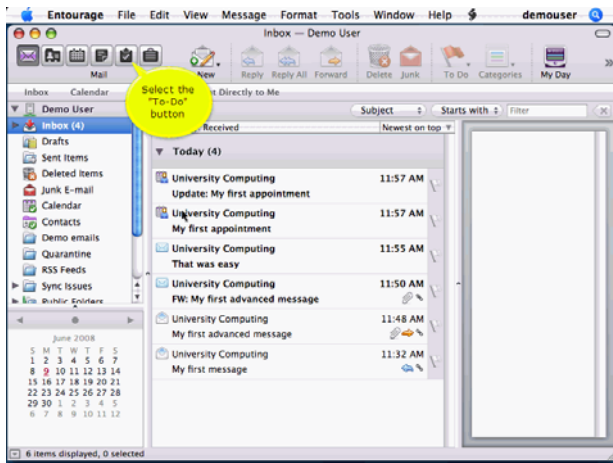 Entourage File Edit View Message Format Tools Window Help demouser
Inbox — Demo User
Mail New Reply Reply All Forward Delete Junk To Do Categories My Day
Inbox Calendar t Directly to Me
Select the
"To-Do"
button
Demo User Subject Starts with Filter
Received Newest on top
Inbox (4)
Drafts
Sent Items
Deleted Items
Junk E-mail
Calendar
Contacts
Demo emails
Quarantine
RSS Feeds
Sync Issues
Public Folders
Today (4)
University Computing 11:57 AM
Update: My first appointment
University Computing 11:57 AM
My first appointment
University Computing 11:55 AM
That was easy
University Computing 11:50 AM
FW: My first advanced message
University Computing 11:48 AM
My first advanced message
University Computing 11:32 AM
My first message
June 2008
S M T W T F S
1 2 3 4 5 6 7
8 9 10 11 12 13 14
15 16 17 18 19 20 21
22 23 24 25 26 27 28
29 30 1 2 3 4 5
6 7 8 9 10 11 12
6 items displayed, 0 selected